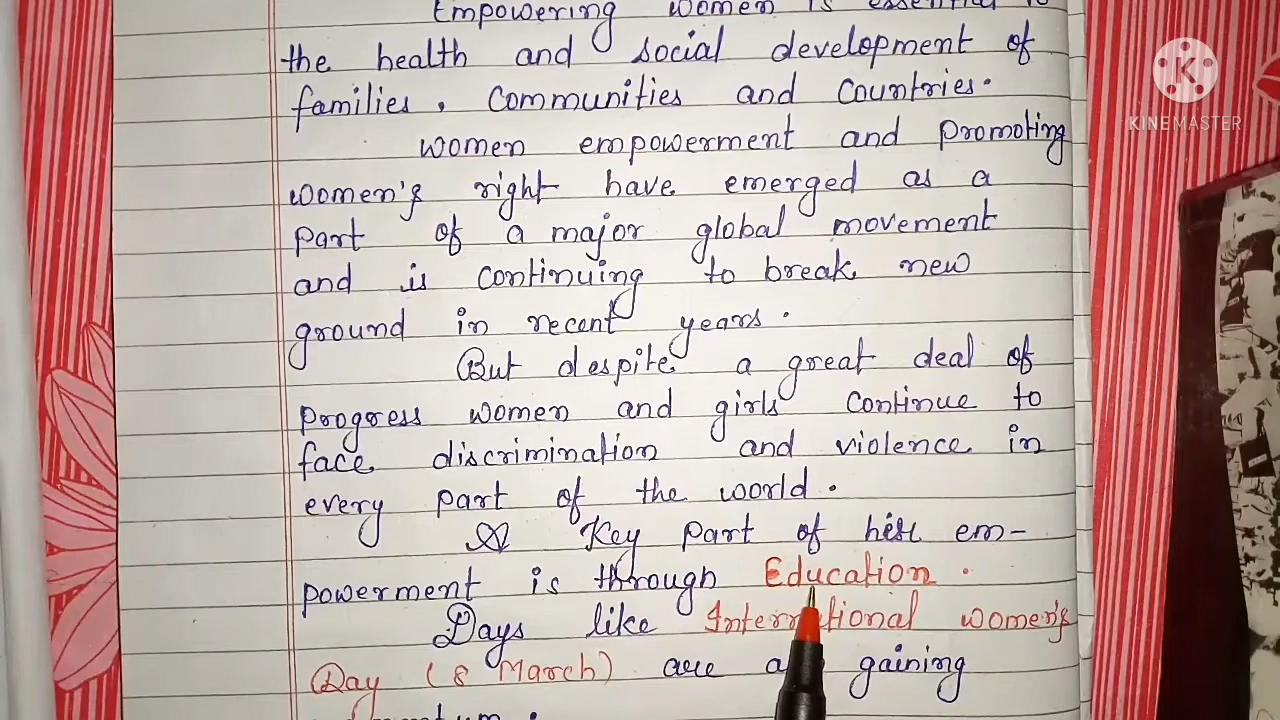 Empowering women is essential to
the health and social development of
families, communities and countries.
women empowerment and promoting
women's right have emerged as a
part of a major global movement
and is continuing to break new
ground in recent years.
But despite a great deal of
progress women and girls continue to
face discrimination and violence in
every part of the world.
A Key part of her em-
powerment is through Education.
Days like International women's
Day (8 March) are gaining
KINEMASTER